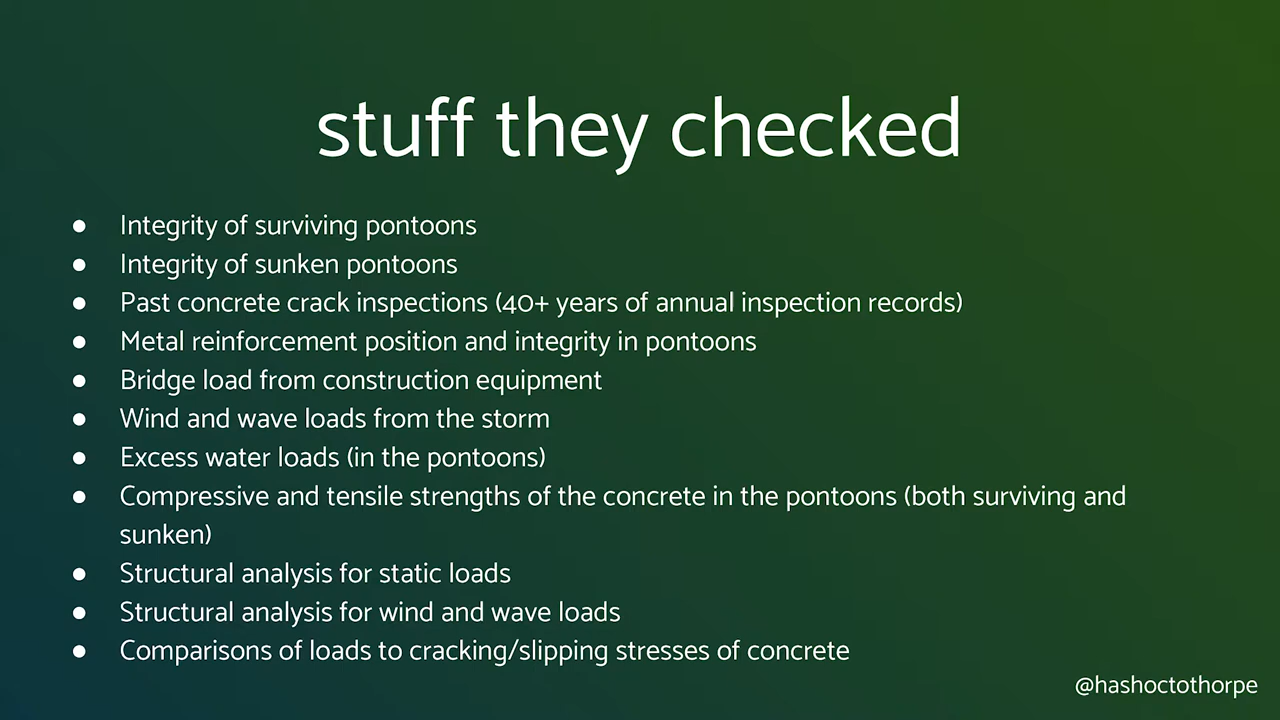 stuff they checked
● Integrity of surviving pontoons
● Integrity of sunken pontoons
● Past concrete crack inspections (40+ years of annual inspection records)
● Metal reinforcement position and integrity in pontoons
● Bridge load from construction equipment
● Wind and wave loads from the storm
● Excess water loads (in the pontoons)
● Compressive and tensile strengths of the concrete in the pontoons (both surviving and
sunken)
● Structural analysis for static loads
● Structural analysis for wind and wave loads
● Comparisons of loads to cracking/slipping stresses of concrete
@hashoctothorpe